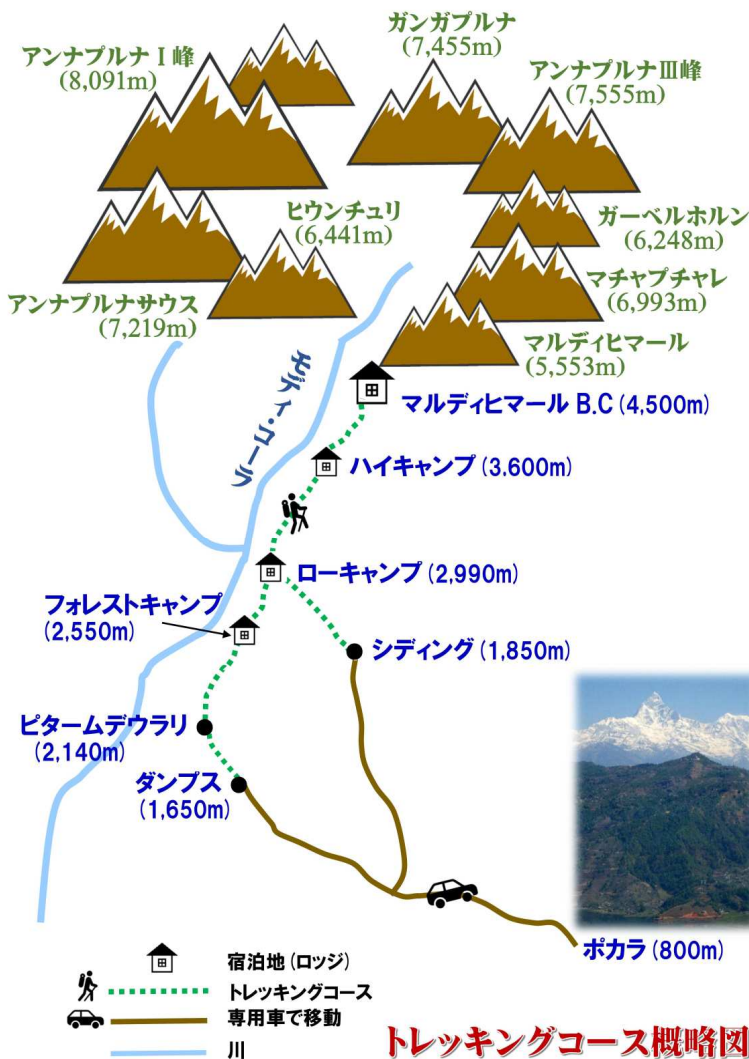 アンナプルナⅠ峰
(8,091m)
ガンガプルナ
(7,455m)
アンナプルナⅢ峰
(7,555m)
ヒウンチュリ
(6,441m)
ガーベルホルン
(6,248m)
アンナプルナサウス
(7,219m)
マチャプチャレ
(6,993m)
マルディヒマール
(5,553m)
モディ・コーラ
マルディヒマール B.C (4,500m)
ハイキャンプ (3,600m)
ローキャンプ (2,990m)
フォレストキャンプ
(2,550m)
シディング (1,850m)
ピタームデウラリ
(2,140m)
ダンプス
(1,650m)
ポカラ (800m)
宿泊地 (ロッジ)
トレッキングコース
専用車で移動
川
トレッキングコース概略図